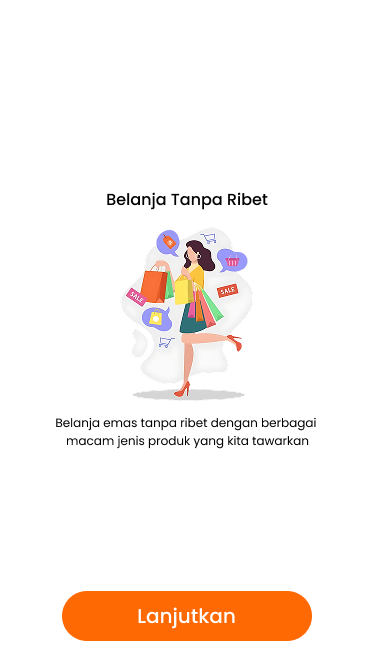 Belanja Tanpa Ribet
SALE
SALE
Belanja emas tanpa ribet dengan berbagai
macam jenis produk yang kita tawarkan
Lanjutkan